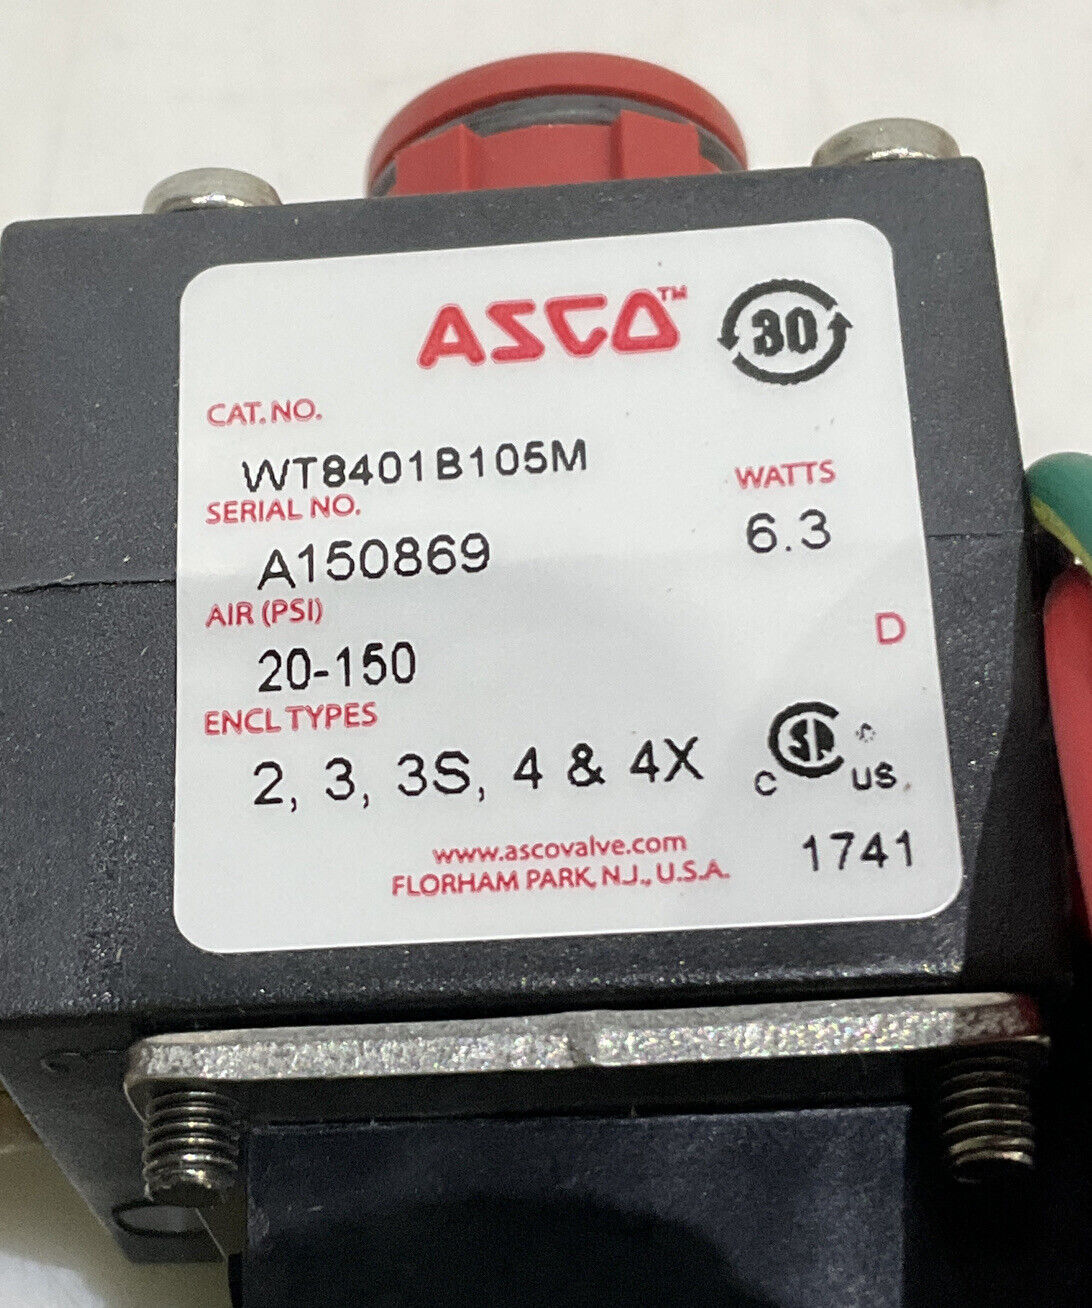 ASCO™ 30
CAT. NO.
WT8401B105M
SERIAL NO. WATTS
A150869 6.3
AIR (PSI)
20-150 D
ENCL TYPES
2, 3, 3S, 4 & 4X C SA US
www.ascovalve.com 1741
FLORHAM PARK, N.J., U.S.A.